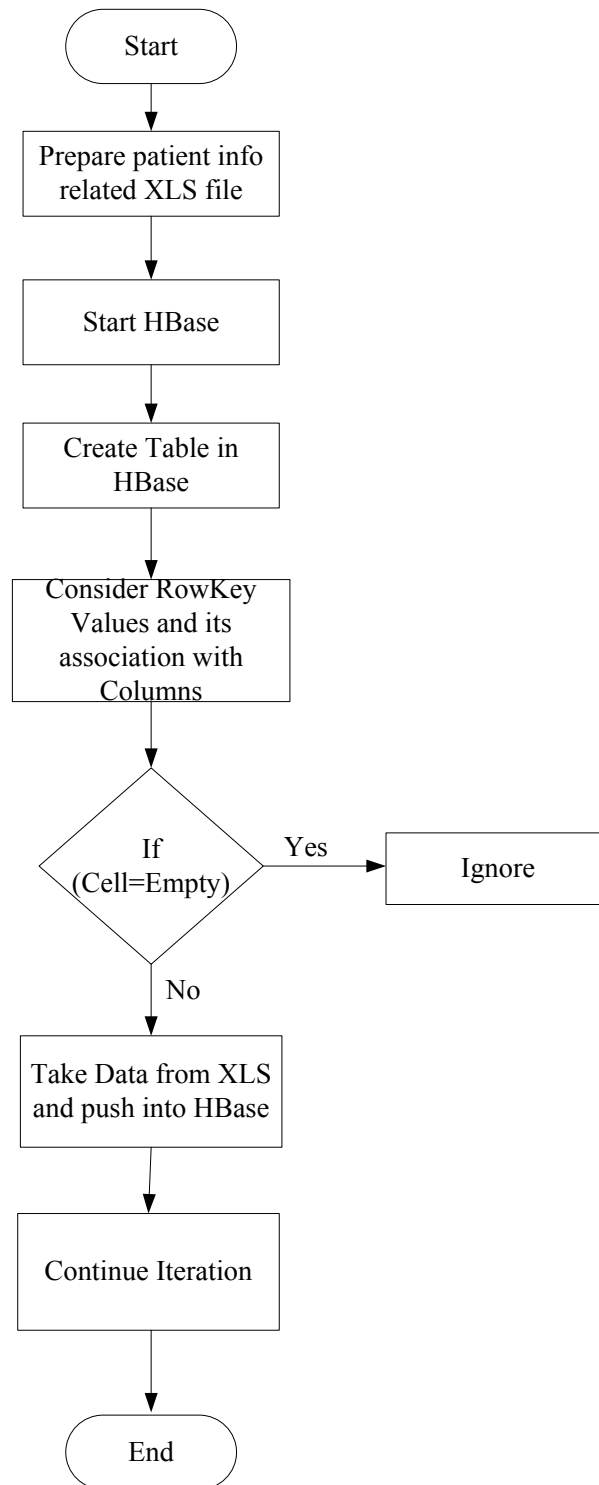 Start
Prepare patient info
related XLS file
Start HBase
Create Table in
HBase
Consider RowKey
Values and its
association with
Columns
If
(Cell=Empty)
Yes
Ignore
No
Take Data from XLS
and push into HBase
Continue Iteration
End